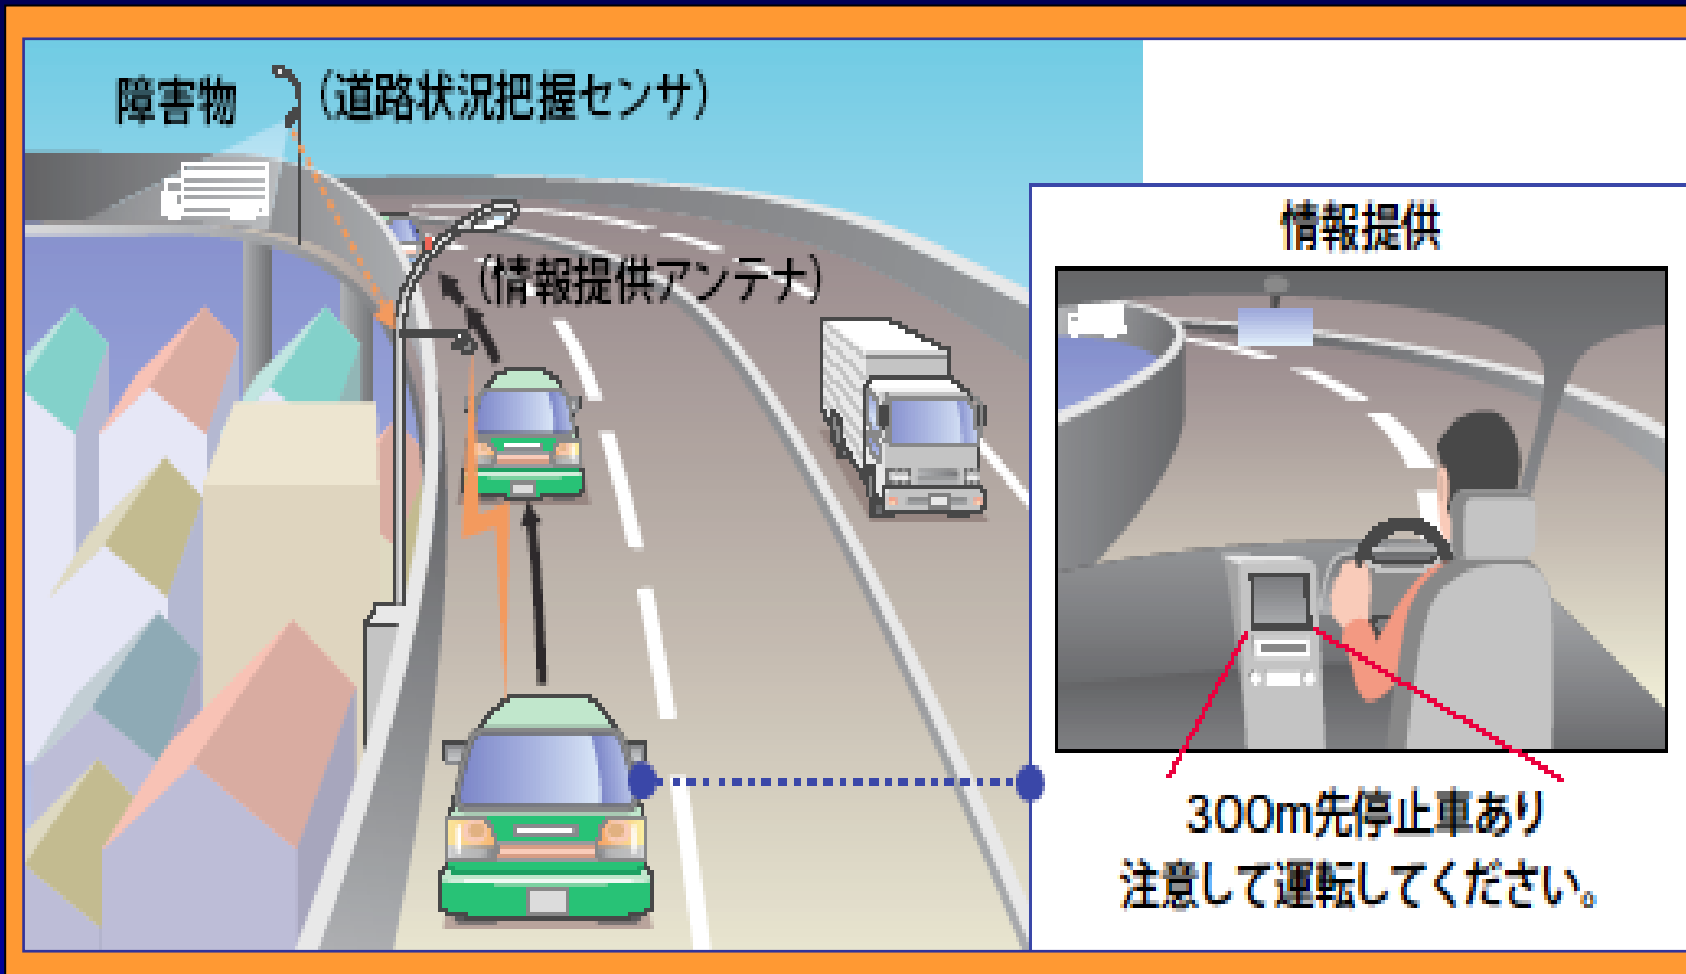 障害物
（道路状況把握センサ）
（情報提供アンテナ）
情報提供
300m先停止車あり
注意して運転してください。